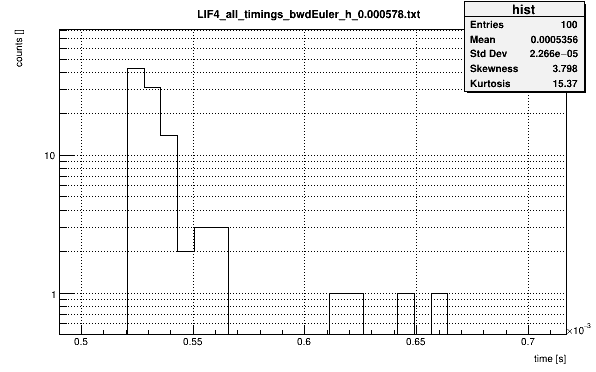 LIF4_all_timings_bwdEuler_h_0.000578.txt
hist
Entries 100
Mean 0.0005356
Std Dev 2.266e−05
Skewness 3.798
Kurtosis 15.37
counts []
10
1
0.5 0.55 0.6 0.65 0.7
×10⁻³
time [s]